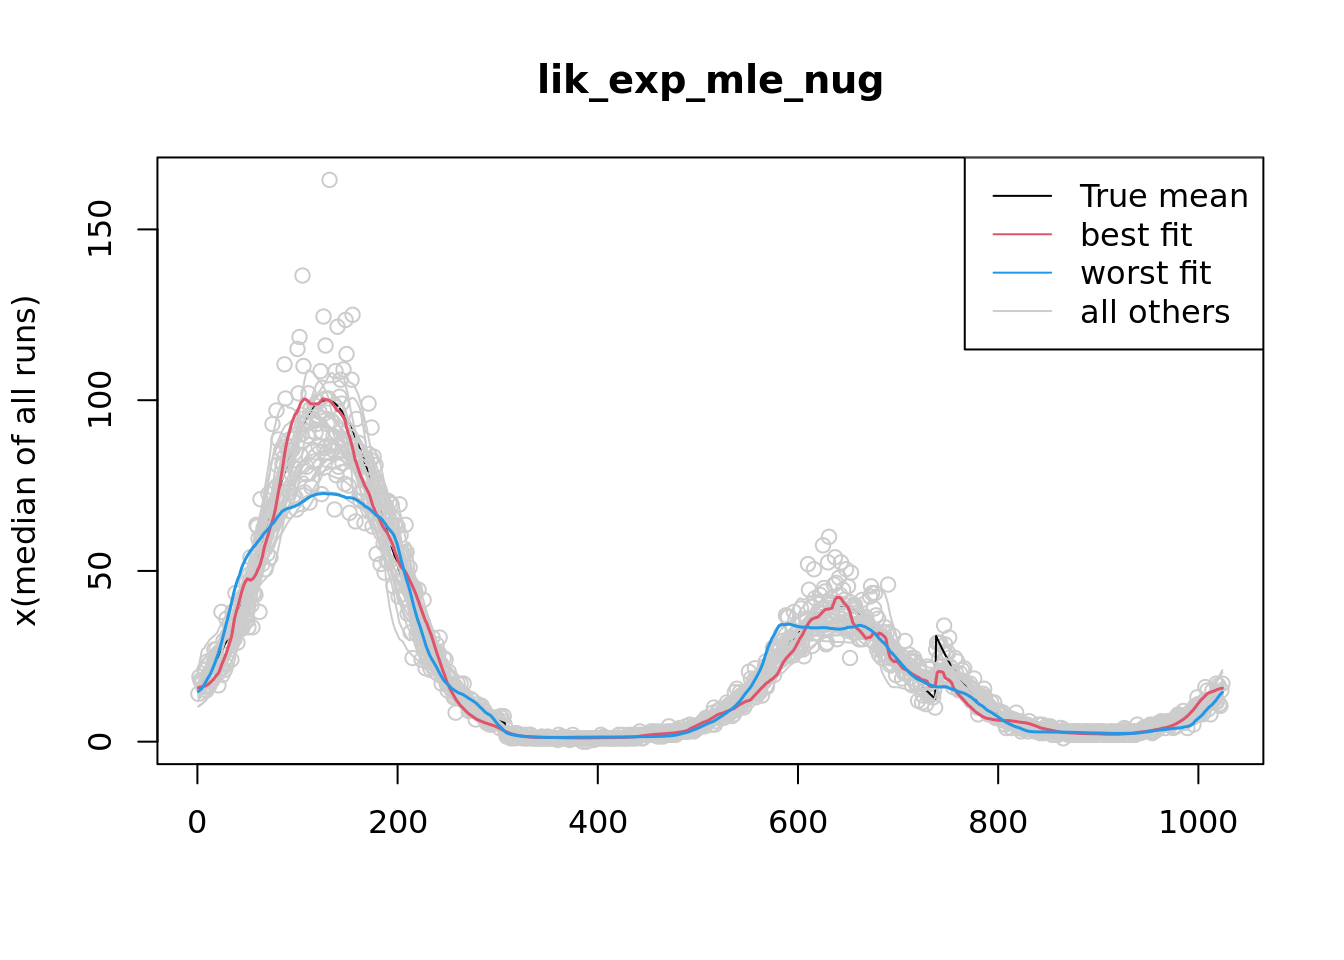 lik_exp_mle_nug
True mean
best fit
worst fit
all others
x(median of all runs)
150
100
50
0
0 200 400 600 800 1000